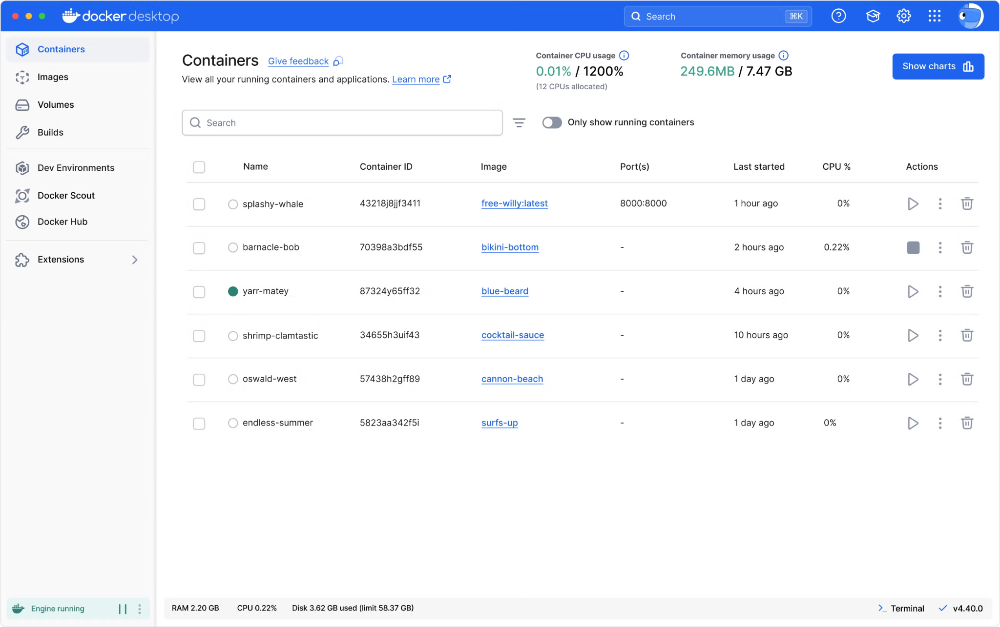 docker desktop
Search
⌘K
Containers
Images
Volumes
Builds
Dev Environments
Docker Scout
Docker Hub
Extensions
Engine running
Containers
Give feedback
View all your running containers and applications. Learn more
Container CPU usage
0.01% / 1200%
(12 CPUs allocated)
Container memory usage
249.6MB / 7.47 GB
Show charts
Search
Only show running containers
Name Container ID Image Port(s) Last started CPU % Actions
splashy-whale 43218j8jjf3411 free-willy:latest 8000:8000 1 hour ago 0%
barnacle-bob 70398a3bdf55 bikini-bottom - 2 hours ago 0.22%
yarr-matey 87324y65ff32 blue-beard - 4 hours ago 0%
shrimp-clamtastic 34655h3uif43 cocktail-sauce - 10 hours ago 0%
oswald-west 57438h2gff89 cannon-beach - 1 day ago 0%
endless-summer 5823aa342f5i surfs-up - 1 day ago 0%
RAM 2.20 GB CPU 0.22% Disk 3.62 GB used (limit 58.37 GB)
Terminal
v4.40.0